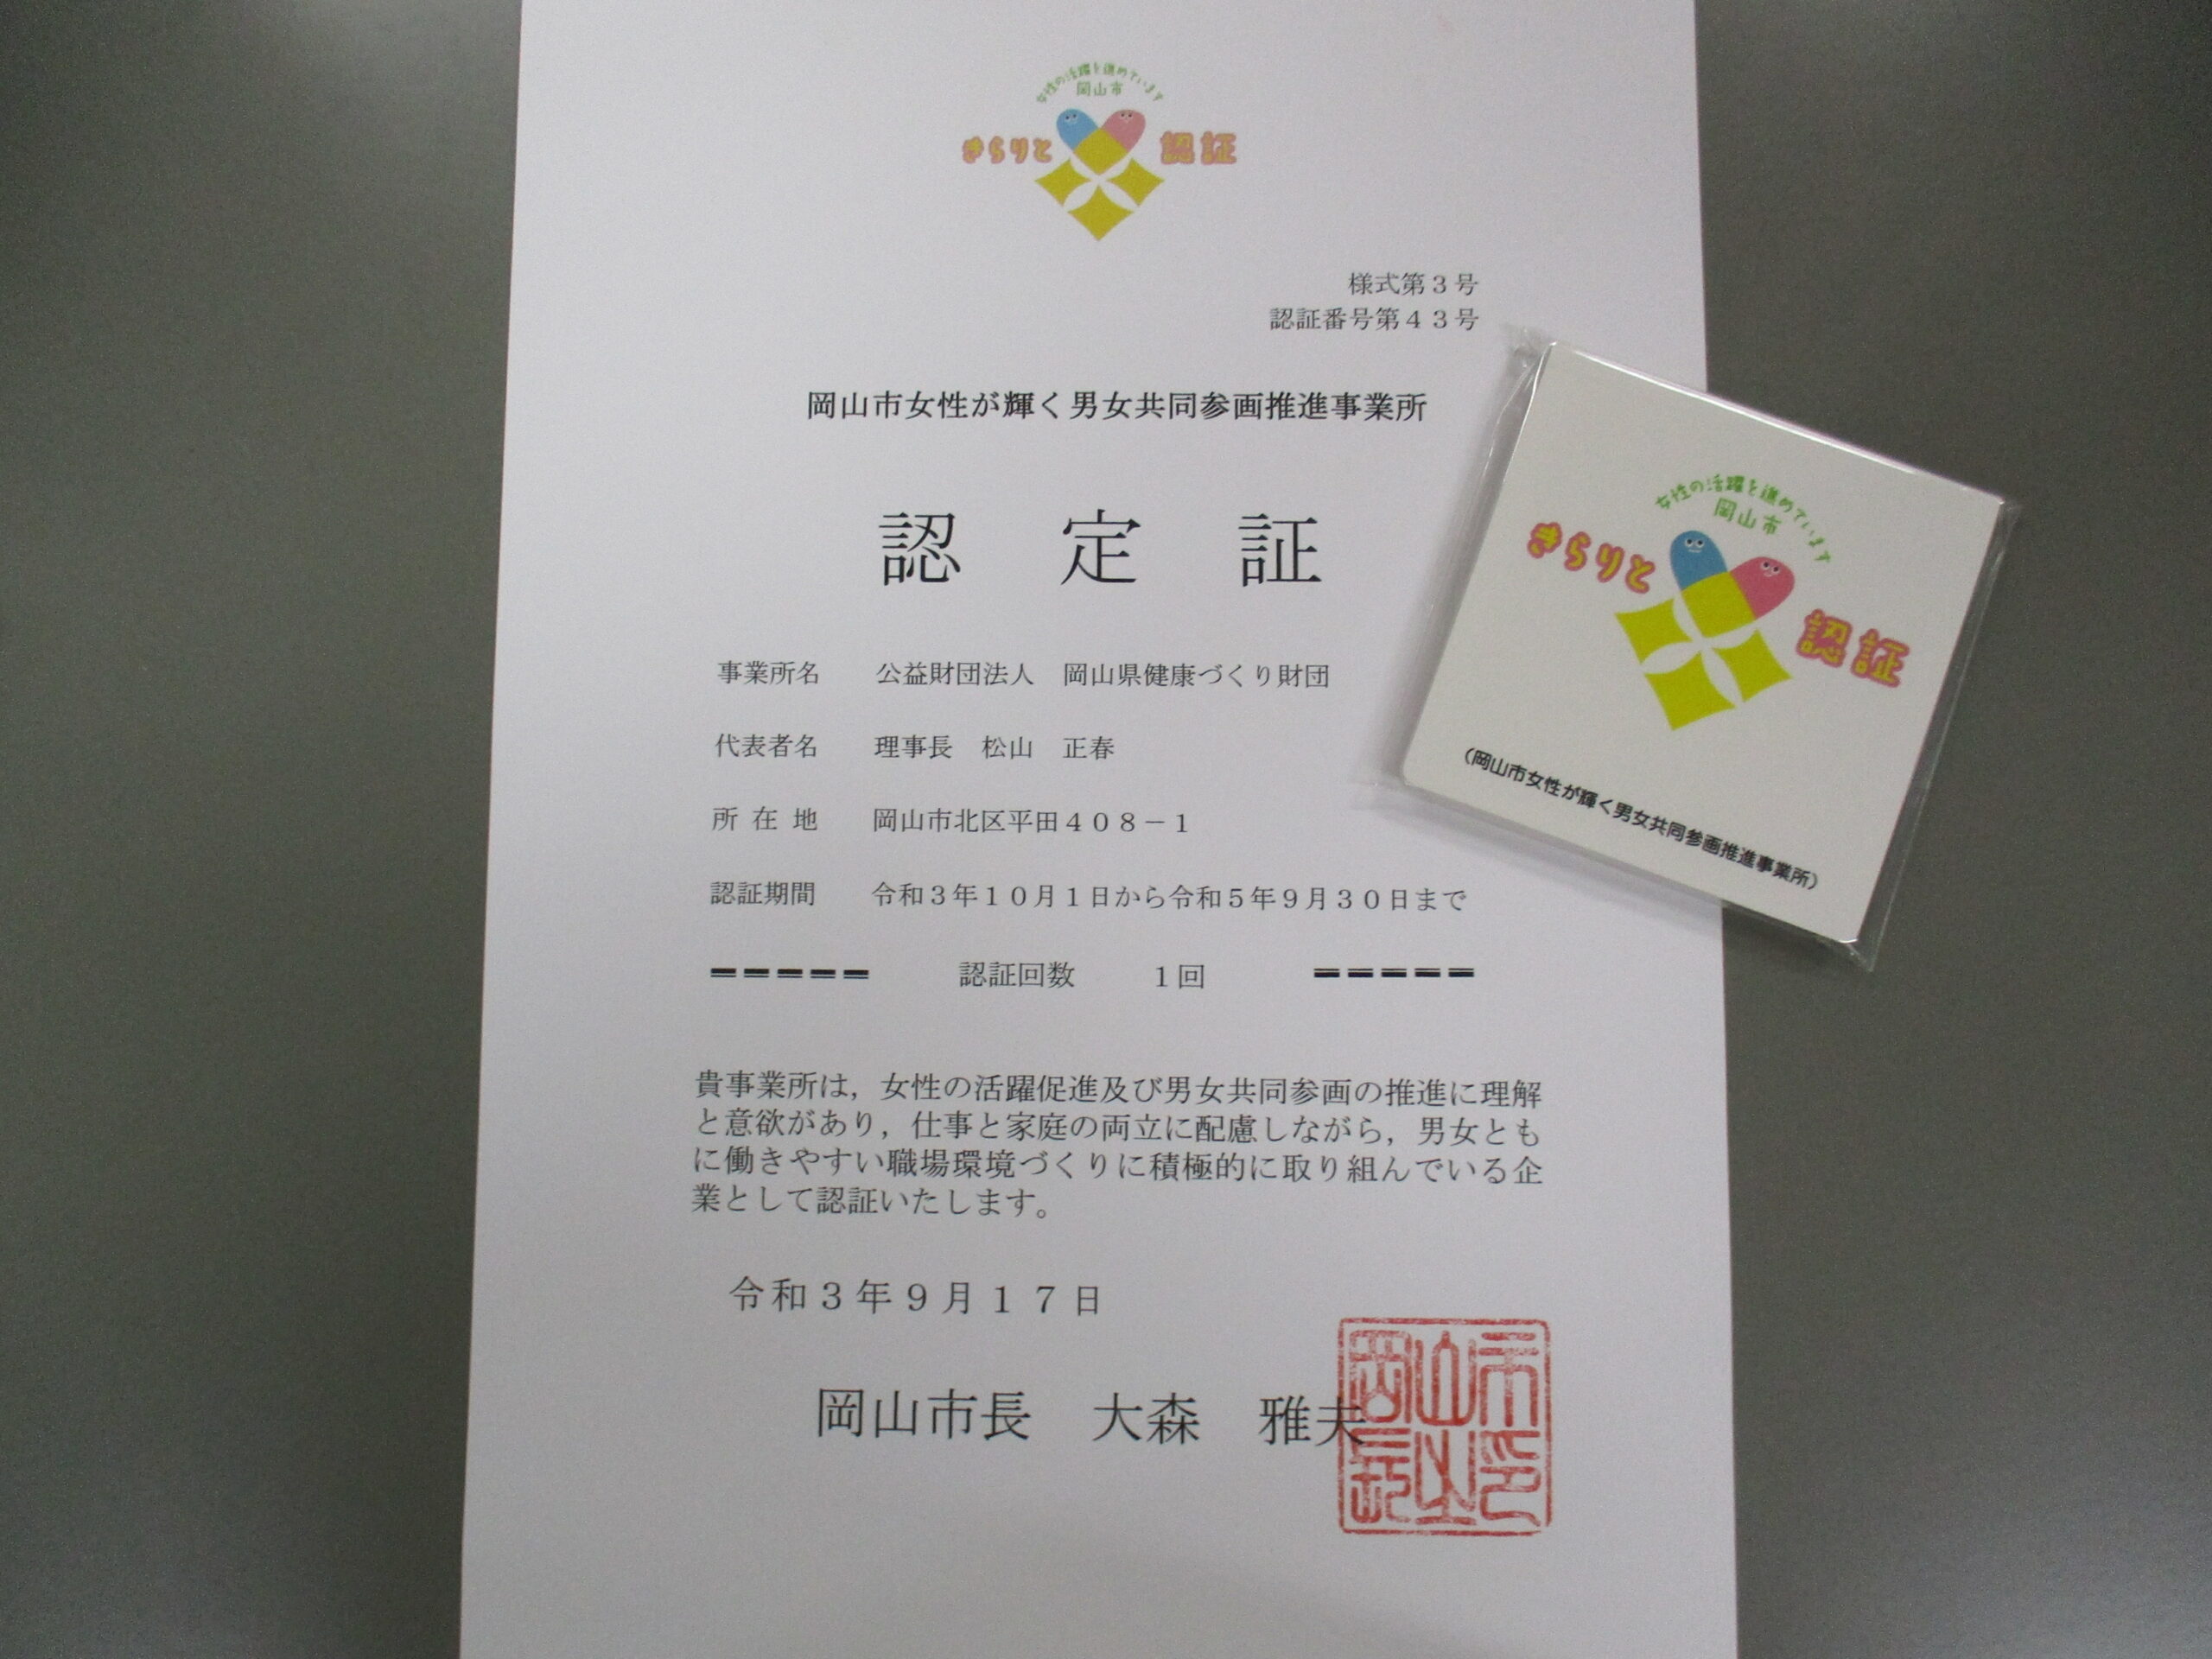 女性の活躍を進めています
岡山市
きらりと 認証
様式第３号
認証番号第４３号
岡山市女性が輝く男女共同参画推進事業所
認 定 証
事業所名 公益財団法人 岡山県健康づくり財団
代表者名 理事長 松山 正春
所 在 地 岡山市北区平田４０８－１
認証期間 令和３年１０月１日から令和５年９月３０日まで
===== 認証回数 １回 =====
貴事業所は，女性の活躍促進及び男女共同参画の推進に理解
と意欲があり，仕事と家庭の両立に配慮しながら，男女とも
に働きやすい職場環境づくりに積極的に取り組んでいる企
業として認証いたします。
令和３年９月１７日
岡山市長 大森 雅夫
岡山市
長之印
女性の活躍を進めています
岡山市
きらりと 認証
（岡山市女性が輝く男女共同参画推進事業所）